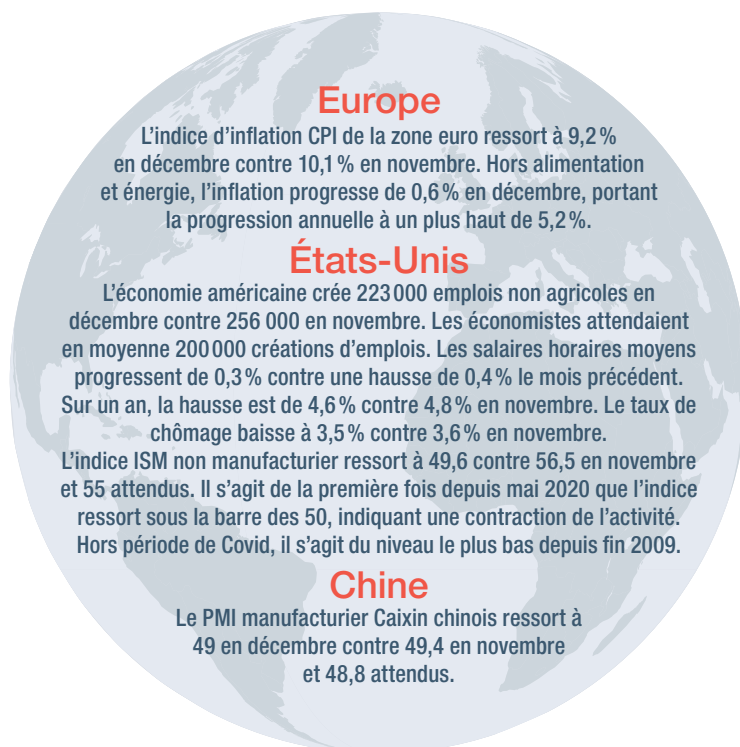 Europe
L’indice d’inflation CPI de la zone euro ressort à 9,2 %
en décembre contre 10,1 % en novembre. Hors alimentation
et énergie, l’inflation progresse de 0,6 % en décembre, portant
la progression annuelle à un plus haut de 5,2 %.
États-Unis
L’économie américaine crée 223 000 emplois non agricoles en
décembre contre 256 000 en novembre. Les économistes attendaient
en moyenne 200 000 créations d’emplois. Les salaires horaires moyens
progressent de 0,3 % contre une hausse de 0,4 % le mois précédent.
Sur un an, la hausse est de 4,6 % contre 4,8 % en novembre. Le taux de
chômage baisse à 3,5 % contre 3,6 % en novembre.
L’indice ISM non manufacturier ressort à 49,6 contre 56,5 en novembre
et 55 attendus. Il s’agit de la première fois depuis mai 2020 que l’indice
ressort sous la barre des 50, indiquant une contraction de l’activité.
Hors période de Covid, il s’agit du niveau le plus bas depuis fin 2009.
Chine
Le PMI manufacturier Caixin chinois ressort à
49 en décembre contre 49,4 en novembre
et 48,8 attendus.